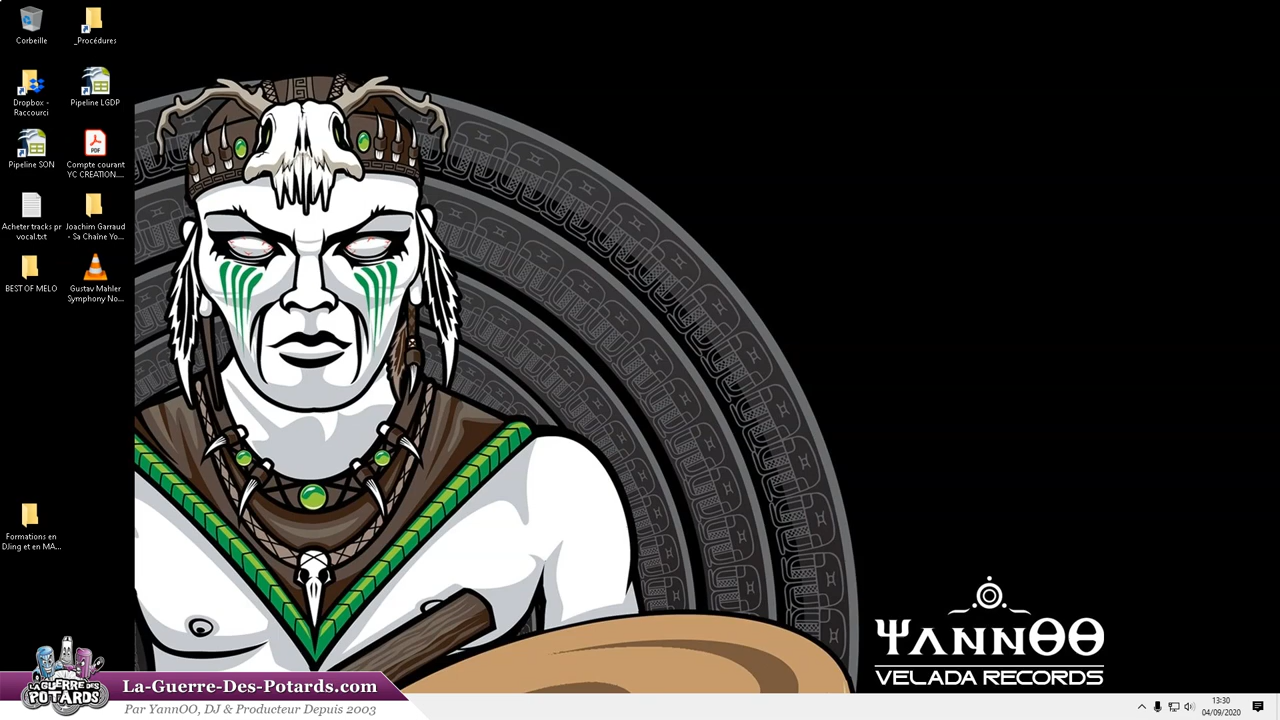 Corbeille
_Procédures
Dropbox -
Raccourci
Pipeline LGDP
Pipeline SON
Compte courant
YC CREATION....
Acheter tracks pr
vocal.txt
Joachim Garraud
- Sa Chaîne Yo...
BEST OF MELO
Gustav Mahler
Symphony No...
Formations en
DJing et en MA...
YANNOO
VELADA RECORDS
LA GUERRE DES
POTARDS
La-Guerre-Des-Potards.com
Par YannOO, DJ & Producteur Depuis 2003
13:30
04/09/2020